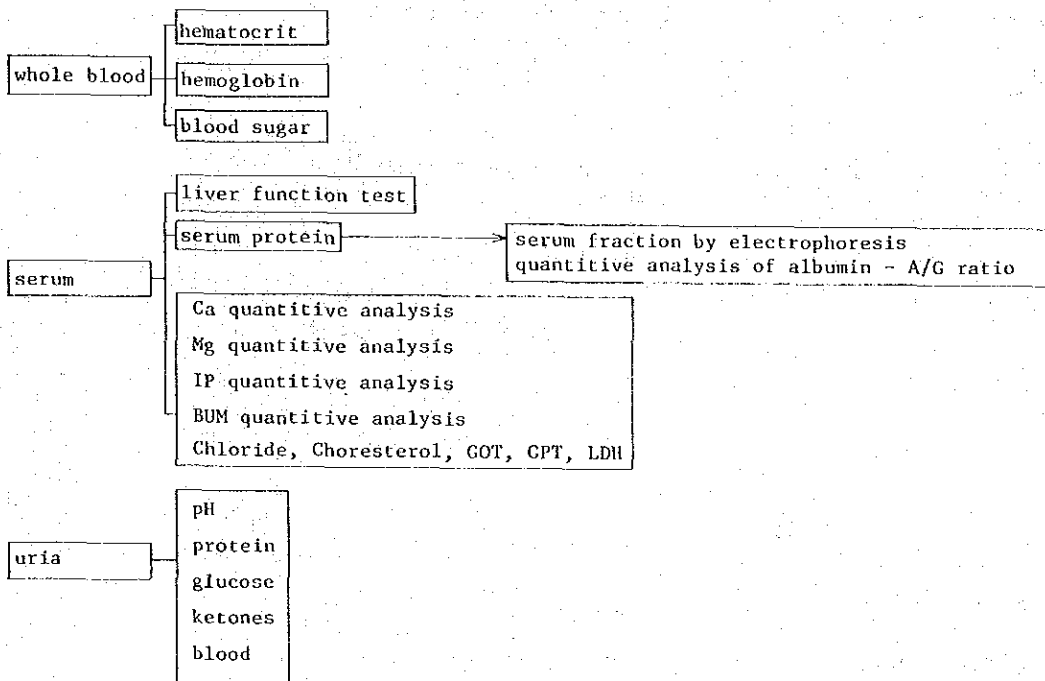 hematocrit
whole blood
hemoglobin
blood sugar
liver function test
serum protein
serum fraction by electrophoresis
quantitive analysis of albumin - A/G ratio
serum
Ca quantitive analysis
Mg quantitive analysis
IP quantitive analysis
BUM quantitive analysis
Chloride, Choresterol, GOT, GPT, LDH
pH
protein
uria
glucose
ketones
blood